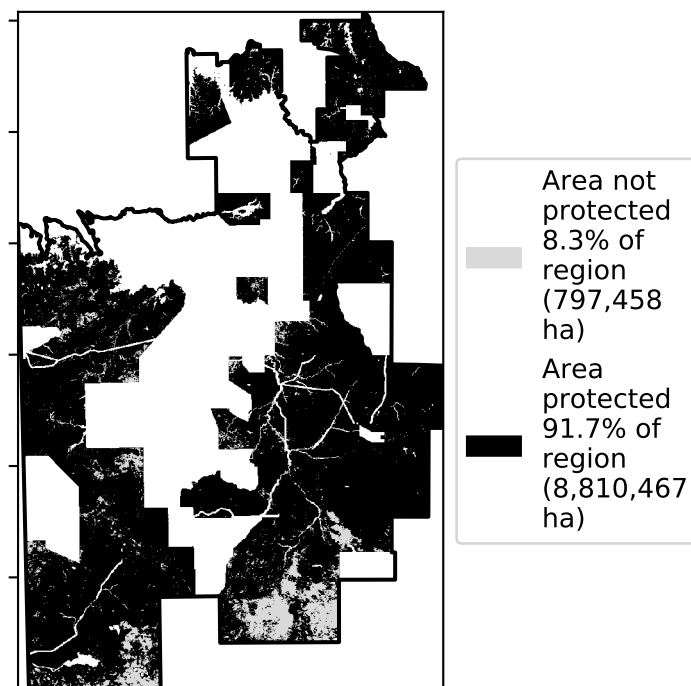 Area not
protected
8.3% of
region
(797,458
ha)
Area
protected
91.7% of
region
(8,810,467
ha)